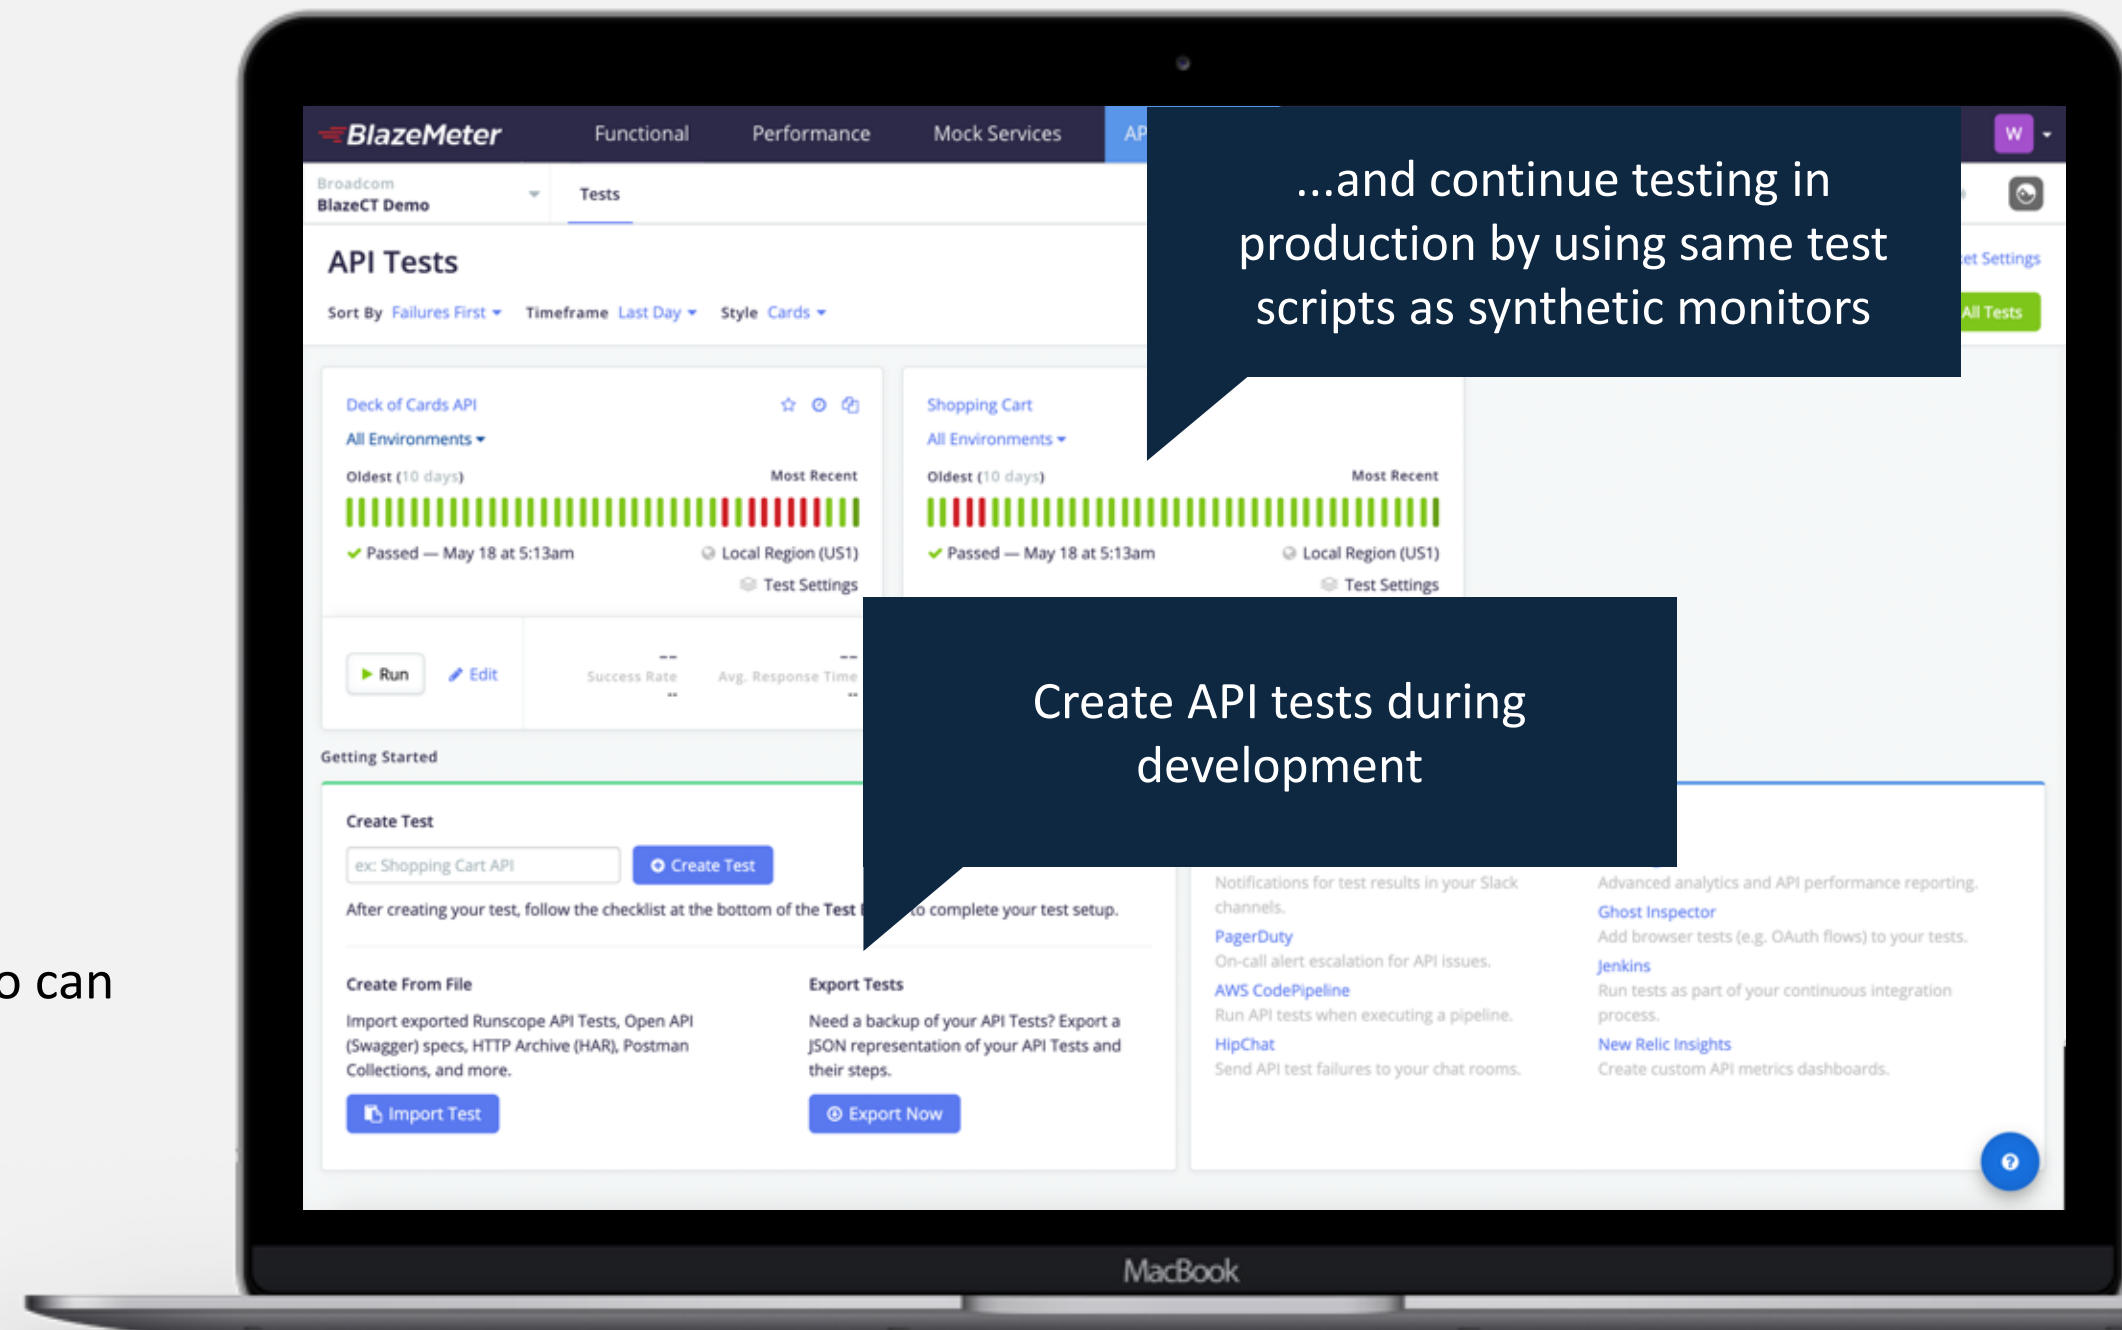 BlazeMeter
Functional
Performance
Mock Services
W
Broadcom
BlazeCT Demo
Tests
...and continue testing in
production by using same test
scripts as synthetic monitors
API Tests
Settings
Sort By Failures First
Timeframe Last Day
Style Cards
All Tests
Deck of Cards API
All Environments
Oldest (10 days)
Most Recent
Passed — May 18 at 5:13am
Local Region (US1)
Test Settings
Shopping Cart
All Environments
Oldest (10 days)
Most Recent
Passed — May 18 at 5:13am
Local Region (US1)
Test Settings
Run
Edit
--
Success Rate
--
--
Avg. Response Time
--
Create API tests during
development
Getting Started
Create Test
ex: Shopping Cart API
Create Test
After creating your test, follow the checklist at the bottom of the Test to complete your test setup.
Create From File
Import exported Runscope API Tests, Open API
(Swagger) specs, HTTP Archive (HAR), Postman
Collections, and more.
Import Test
Export Tests
Need a backup of your API Tests? Export a
JSON representation of your API Tests and
their steps.
Export Now
Notifications for test results in your Slack
channels.
PagerDuty
On-call alert escalation for API issues.
AWS CodePipeline
Run API tests when executing a pipeline.
HipChat
Send API test failures to your chat rooms.
Advanced analytics and API performance reporting.
Ghost Inspector
Add browser tests (e.g. OAuth flows) to your tests.
Jenkins
Run tests as part of your continuous integration
process.
New Relic Insights
Create custom API metrics dashboards.
can
MacBook